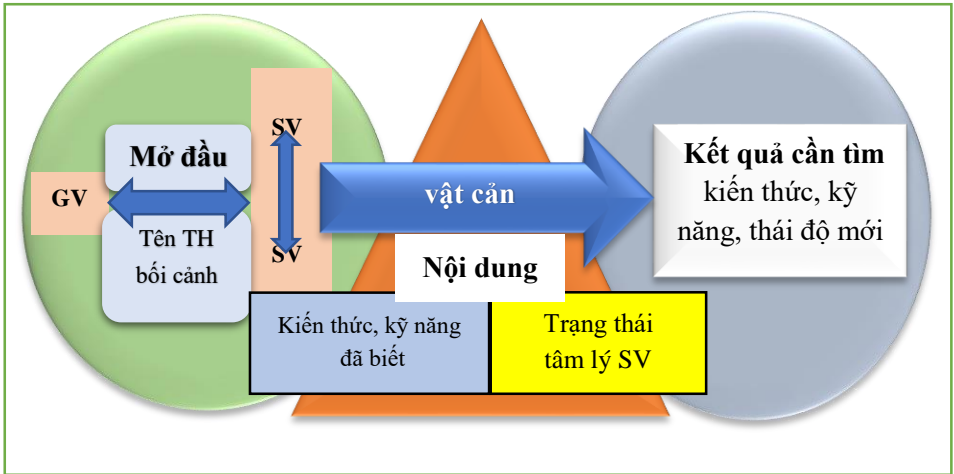 GV
Mở đầu
Tên TH
bối cảnh
SV
SV
vật cản
Nội dung
Kiến thức, kỹ năng
đã biết
Trạng thái
tâm lý SV
Kết quả cần tìm
kiến thức, kỹ
năng, thái độ mới